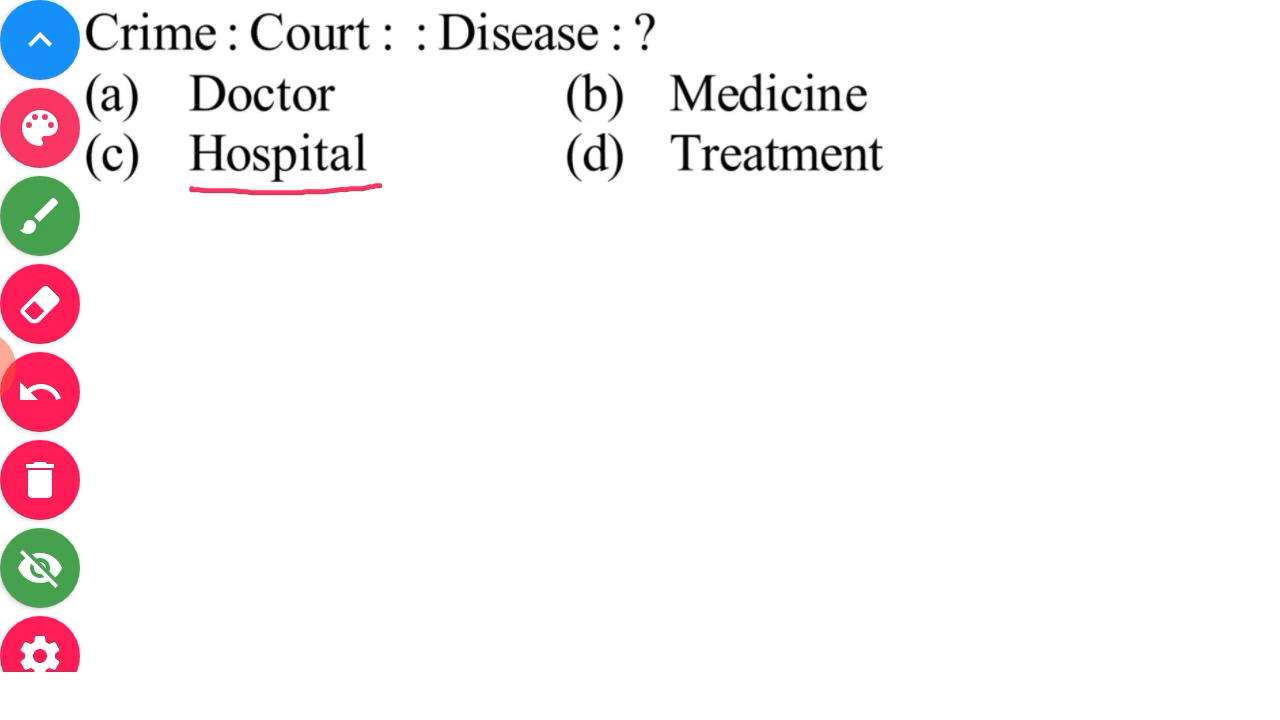 Crime : Court : : Disease : ?
(a) Doctor (b) Medicine
(c) Hospital (d) Treatment